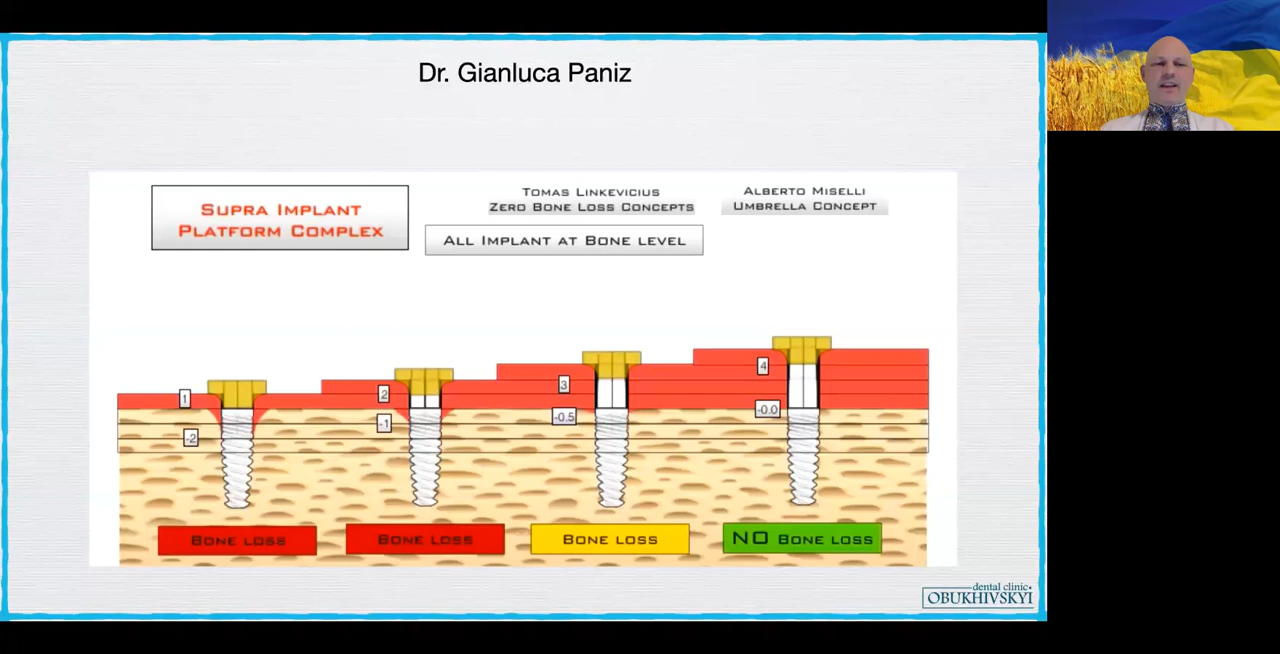 Dr. Gianluca Paniz
SUPRA IMPLANT
PLATFORM COMPLEX
TOMAS LINKEVICIUS
ZERO BONE LOSS CONCEPTS
ALBERTO MISELLI
UMBRELLA CONCEPT
ALL IMPLANT AT BONE LEVEL
1
2
3
4
-2
-1
-0.5
-0.0
BONE LOSS
BONE LOSS
BONE LOSS
NO BONE LOSS
dental clinic
OBUKHIVSKYI